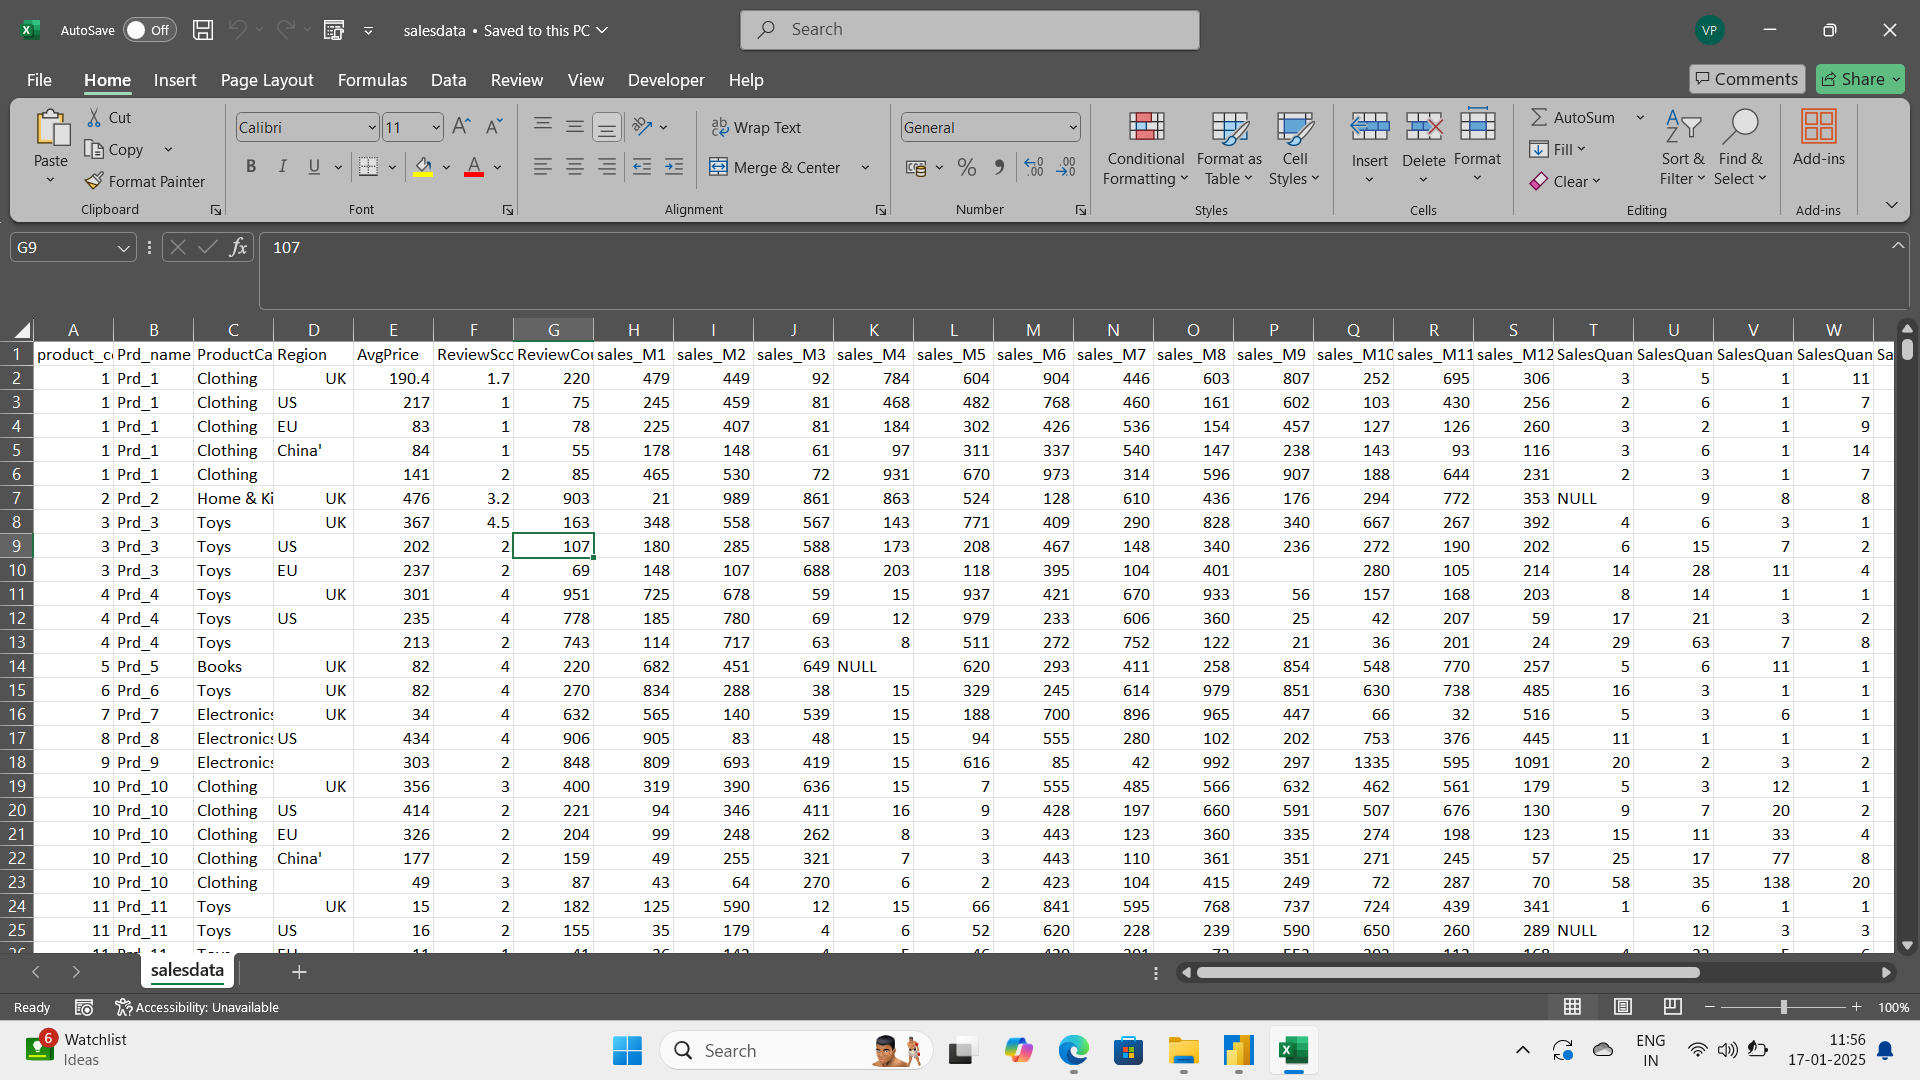 AutoSave Off salesdata • Saved to this PC Search VP
File Home Insert Page Layout Formulas Data Review View Developer Help Comments Share
Paste Cut Copy Format Painter Clipboard
Calibri 11 B I U A Font
Wrap Text Merge & Center Alignment
General % Number
Conditional Formatting Format as Table Cell Styles Styles
Insert Delete Format Cells
AutoSum Fill Clear Sort & Filter Find & Select Editing
Add-ins Add-ins
G9 fx 107
A B C D E F G H I J K L M N O P Q R S T U V W
1 product_c Prd_name ProductCa Region AvgPrice ReviewSco ReviewCou sales_M1 sales_M2 sales_M3 sales_M4 sales_M5 sales_M6 sales_M7 sales_M8 sales_M9 sales_M10 sales_M11 sales_M12 SalesQuan SalesQuan SalesQuan SalesQuan Sa
2 1 Prd_1 Clothing UK 190.4 1.7 220 479 449 92 784 604 904 446 603 807 252 695 306 3 5 1 11
3 1 Prd_1 Clothing US 217 1 75 245 459 81 468 482 768 460 161 602 103 430 256 2 6 1 7
4 1 Prd_1 Clothing EU 83 1 78 225 407 81 184 302 426 536 154 457 127 126 260 3 2 1 9
5 1 Prd_1 Clothing China' 84 1 55 178 148 61 97 311 337 540 147 238 143 93 116 3 6 1 14
6 1 Prd_1 Clothing 141 2 85 465 530 72 931 670 973 314 596 907 188 644 231 2 3 1 7
7 2 Prd_2 Home & Ki UK 476 3.2 903 21 989 861 863 524 128 610 436 176 294 772 353 NULL 9 8 8
8 3 Prd_3 Toys UK 367 4.5 163 348 558 567 143 771 409 290 828 340 667 267 392 4 6 3 1
9 3 Prd_3 Toys US 202 2 107 180 285 588 173 208 467 148 340 236 272 190 202 6 15 7 2
10 3 Prd_3 Toys EU 237 2 69 148 107 688 203 118 395 104 401 280 105 214 14 28 11 4
11 4 Prd_4 Toys UK 301 4 951 725 678 59 15 937 421 670 933 56 157 168 203 8 14 1 1
12 4 Prd_4 Toys US 235 4 778 185 780 69 12 979 233 606 360 25 42 207 59 17 21 3 2
13 4 Prd_4 Toys 213 2 743 114 717 63 8 511 272 752 122 21 36 201 24 29 63 7 8
14 5 Prd_5 Books UK 82 4 220 682 451 649 NULL 620 293 411 258 854 548 770 257 5 6 11 1
15 6 Prd_6 Toys UK 82 4 270 834 288 38 15 329 245 614 979 851 630 738 485 16 3 1 1
16 7 Prd_7 Electronics UK 34 4 632 565 140 539 15 188 700 896 965 447 66 32 516 5 3 6 1
17 8 Prd_8 Electronics US 434 4 906 905 83 48 15 94 555 280 102 202 753 376 445 11 1 1 1
18 9 Prd_9 Electronics 303 2 848 809 693 419 15 616 85 42 992 297 1335 595 1091 20 2 3 2
19 10 Prd_10 Clothing UK 356 3 400 319 390 636 15 7 555 485 566 632 462 561 179 5 3 12 1
20 10 Prd_10 Clothing US 414 2 221 94 346 411 16 9 428 197 660 591 507 676 130 9 7 20 2
21 10 Prd_10 Clothing EU 326 2 204 99 248 262 8 3 443 123 360 335 274 198 123 15 11 33 4
22 10 Prd_10 Clothing China' 177 2 159 49 255 321 7 3 443 110 361 351 271 245 57 25 17 77 8
23 10 Prd_10 Clothing 49 3 87 43 64 270 6 2 423 104 415 249 72 287 70 58 35 138 20
24 11 Prd_11 Toys UK 15 2 182 125 590 12 15 66 841 595 768 737 724 439 341 1 6 1 1
25 11 Prd_11 Toys US 16 2 155 35 179 4 6 52 620 228 239 590 650 260 289 NULL 12 3 3
salesdata
Ready Accessibility: Unavailable 100%
6 Watchlist Ideas Search ENG IN 11:56 17-01-2025